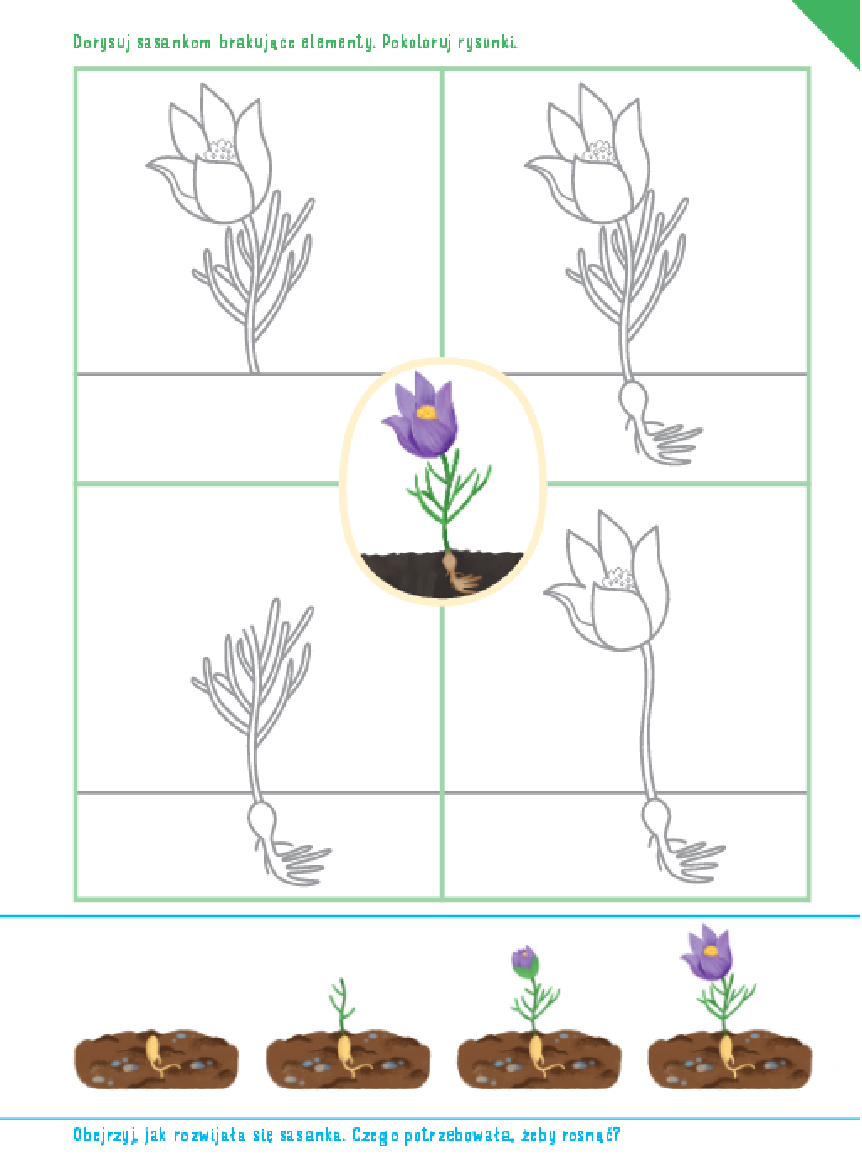 Dorysuj sasankom brakujące elementy. Pokoloruj rysunki.
Obejrzyj, jak rozwijała się sasanka. Czego potrzebowała, żeby rosnąć?